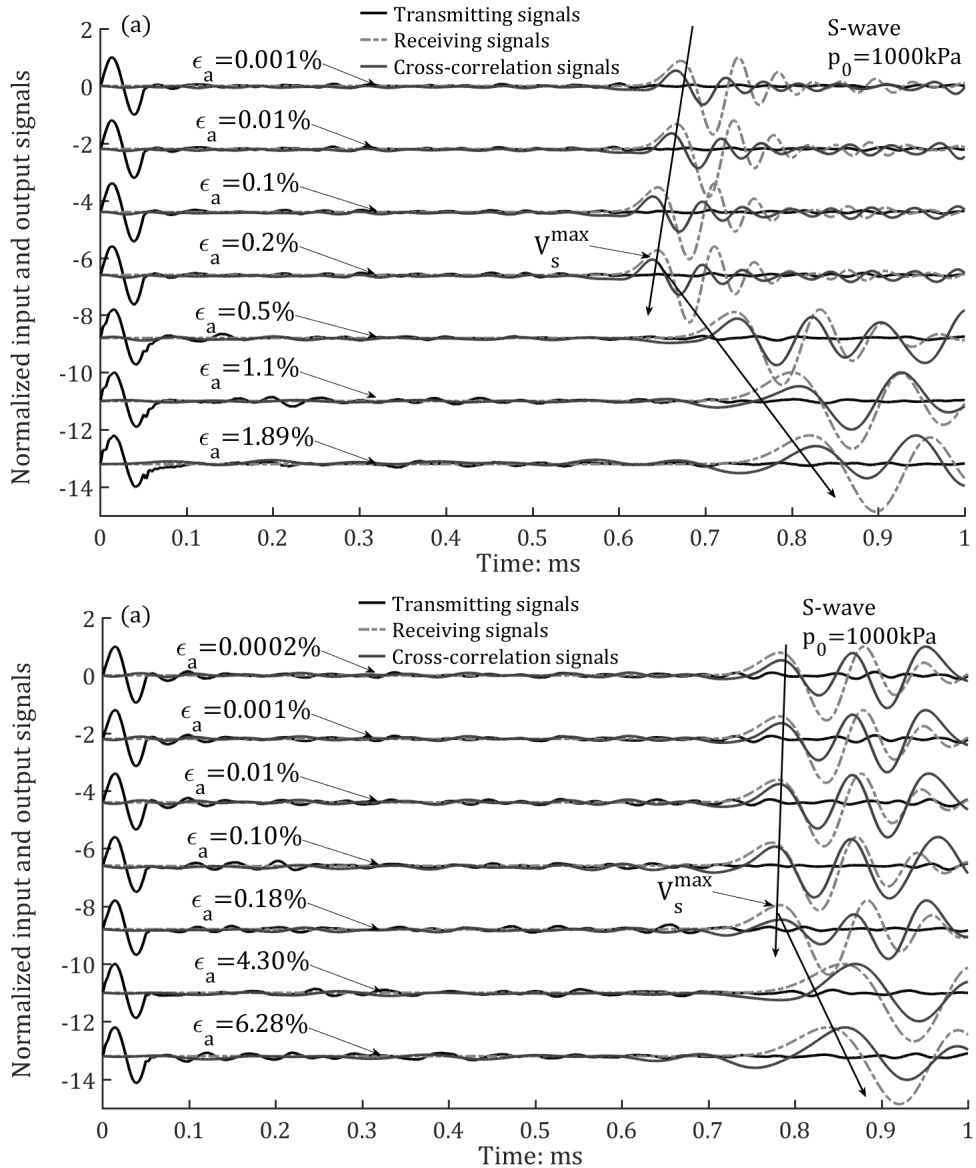 (a)
Transmitting signals
Receiving signals
Cross-correlation signals
S-wave
p0=1000kPa
Normalized input and output signals
2
0
-2
-4
-6
-8
-10
-12
-14
ϵa=0.001%
ϵa=0.01%
ϵa=0.1%
ϵa=0.2%
Vsmax
ϵa=0.5%
ϵa=1.1%
ϵa=1.89%
0 0.1 0.2 0.3 0.4 0.5 0.6 0.7 0.8 0.9 1
Time: ms
(a)
Transmitting signals
Receiving signals
Cross-correlation signals
S-wave
p0=1000kPa
Normalized input and output signals
2
0
-2
-4
-6
-8
-10
-12
-14
ϵa=0.0002%
ϵa=0.001%
ϵa=0.01%
ϵa=0.10%
Vsmax
ϵa=0.18%
ϵa=4.30%
ϵa=6.28%
0 0.1 0.2 0.3 0.4 0.5 0.6 0.7 0.8 0.9 1
Time: ms